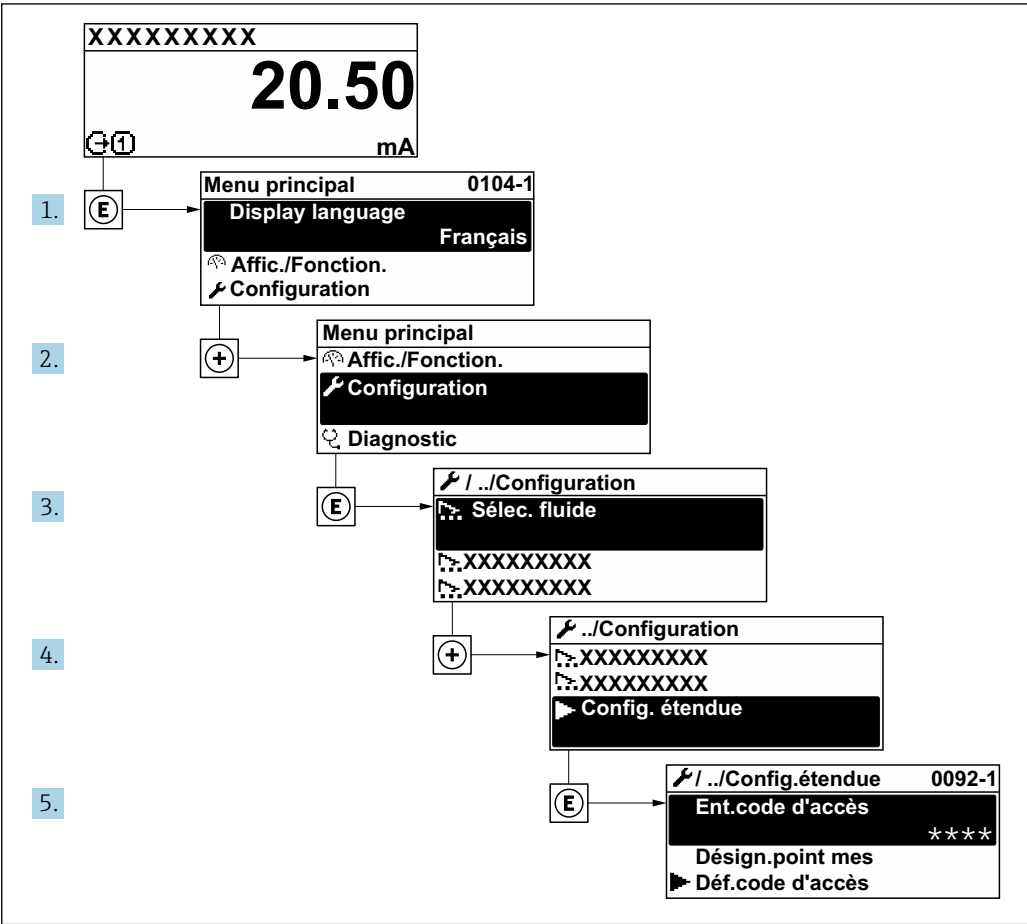 XXXXXXXXX
20.50
mA
1.
E
Menu principal 0104-1
Display language
Français
Affic./Fonction.
Configuration
2.
+
Menu principal
Affic./Fonction.
Configuration
Diagnostic
3.
E
/ ../Configuration
Sélec. fluide
XXXXXXXXX
XXXXXXXXX
4.
+
../Configuration
XXXXXXXXX
XXXXXXXXX
Config. étendue
5.
E
/ ../Config.étendue 0092-1
Ent.code d'accès
****
Désign.point mes
Déf.code d'accès